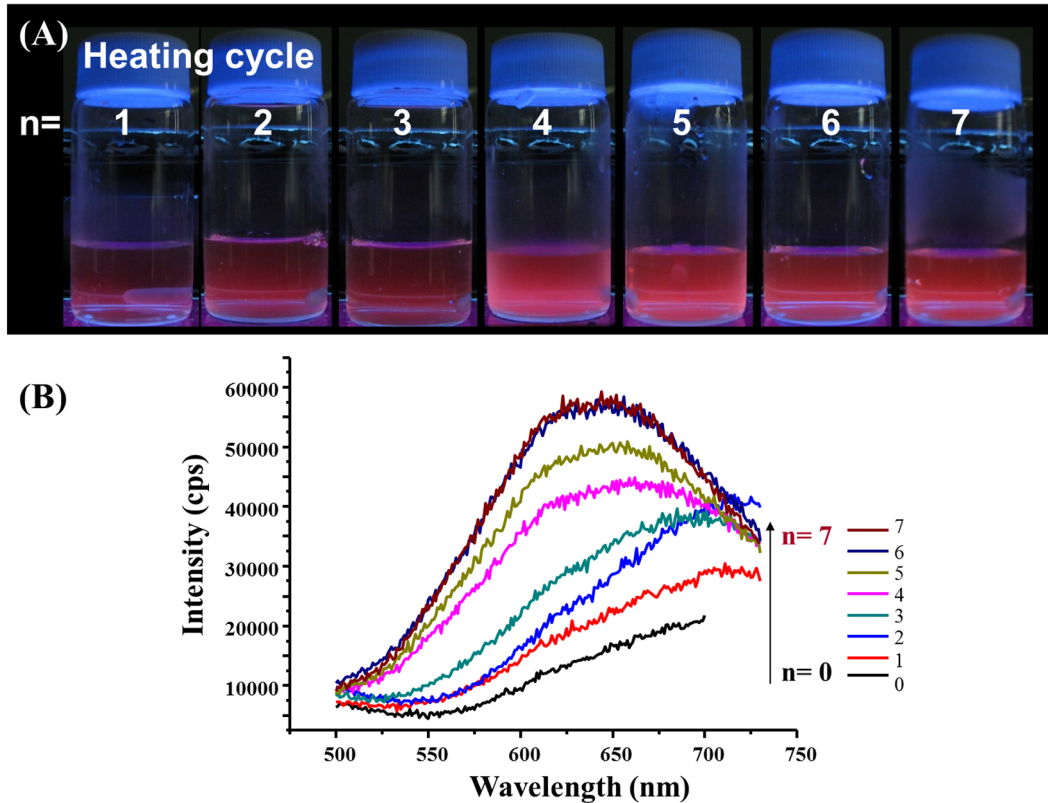 (A)
Heating cycle
n= 1 2 3 4 5 6 7
(B)
Intensity (cps)
60000
50000
40000
30000
20000
10000
500 550 600 650 700 750
Wavelength (nm)
n= 7
n= 0
7
6
5
4
3
2
1
0